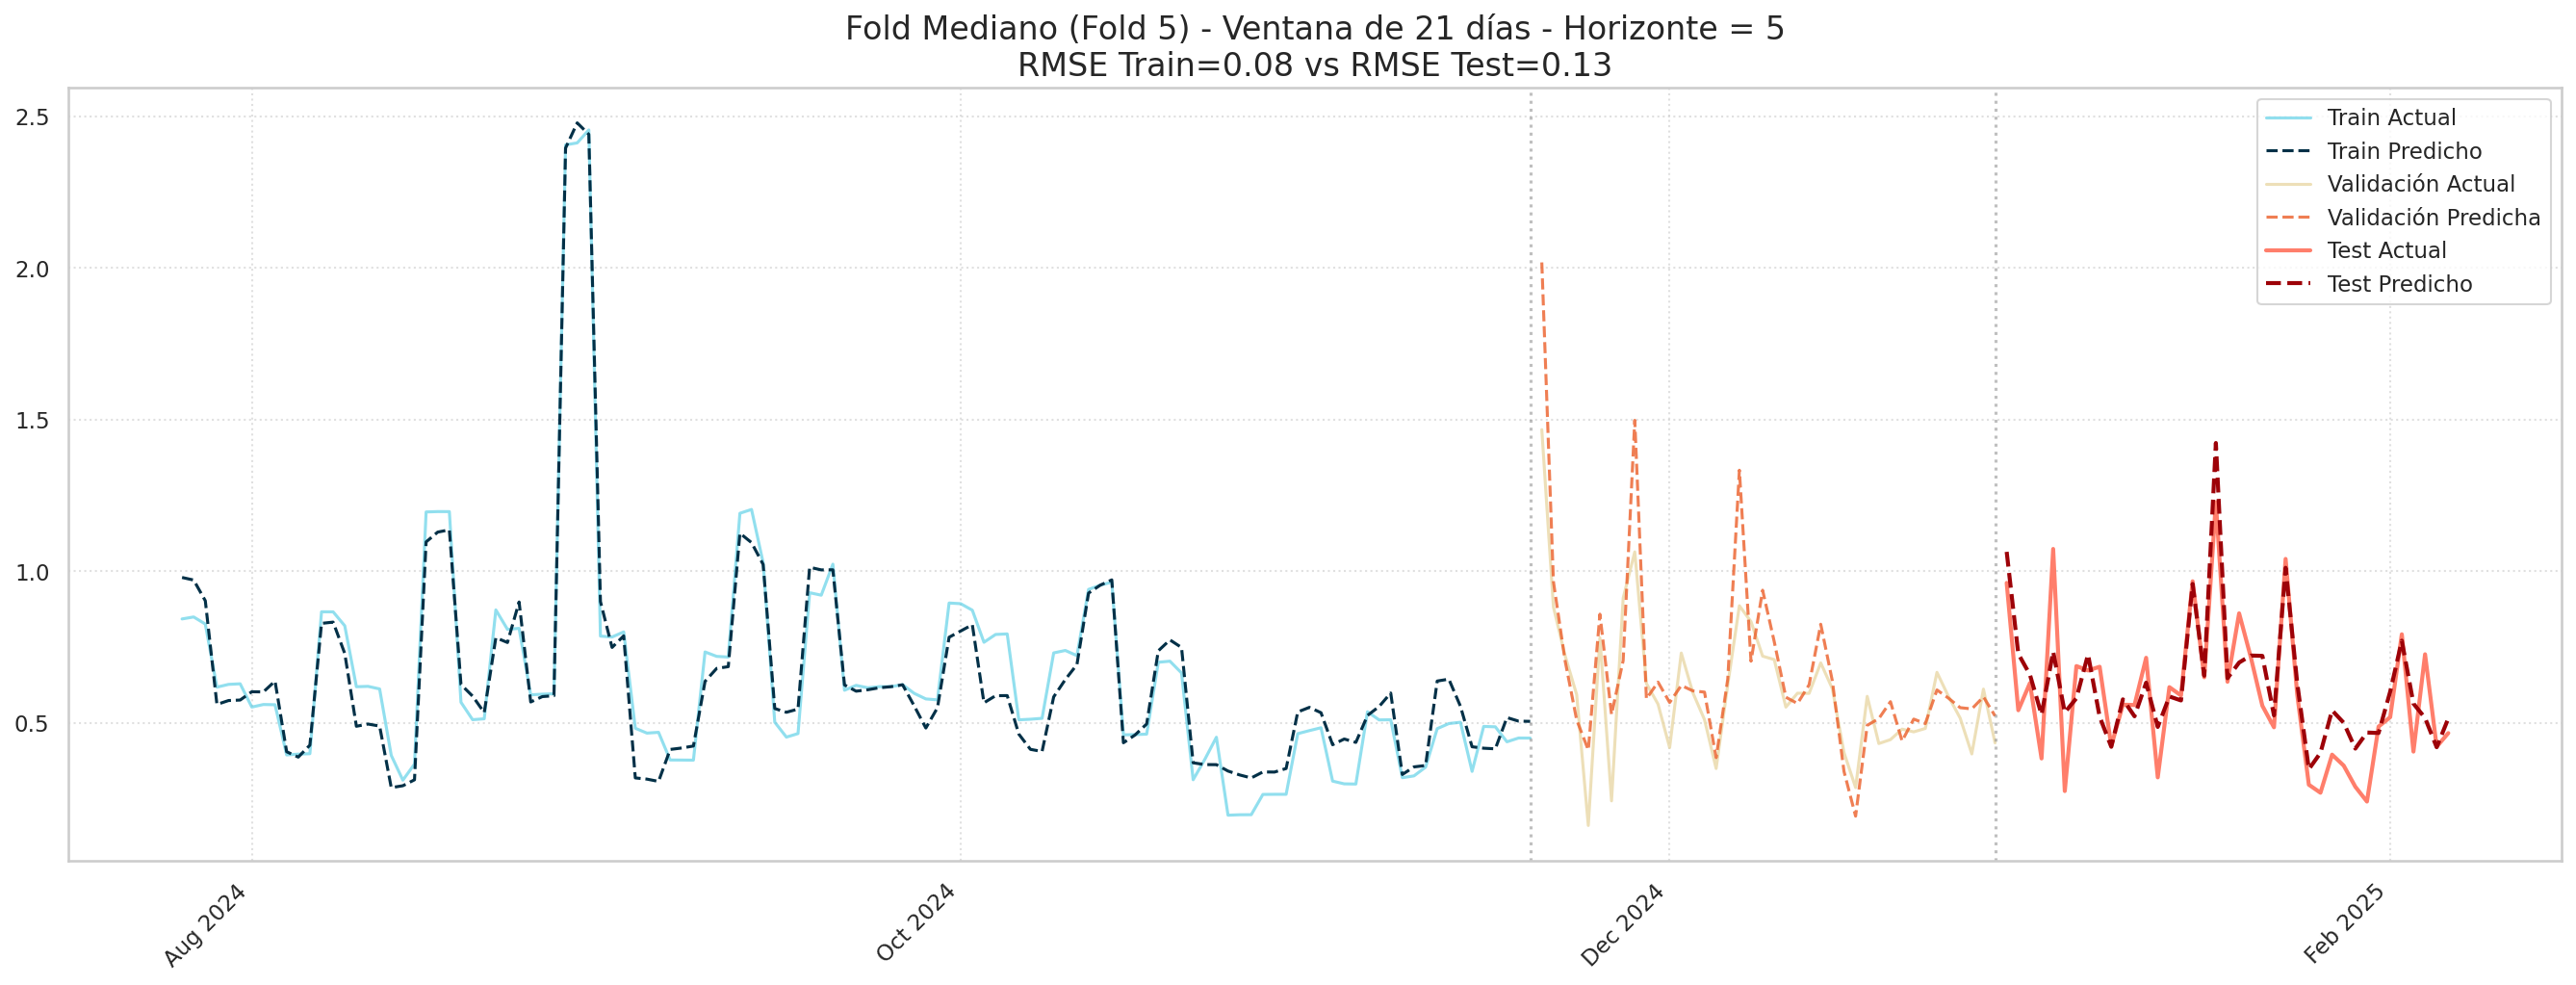 Fold Mediano (Fold 5) - Ventana de 21 días - Horizonte = 5
RMSE Train=0.08 vs RMSE Test=0.13
2.5
2.0
1.5
1.0
0.5
Train Actual
Train Predicho
Validación Actual
Validación Predicha
Test Actual
Test Predicho
Aug 2024
Oct 2024
Dec 2024
Feb 2025